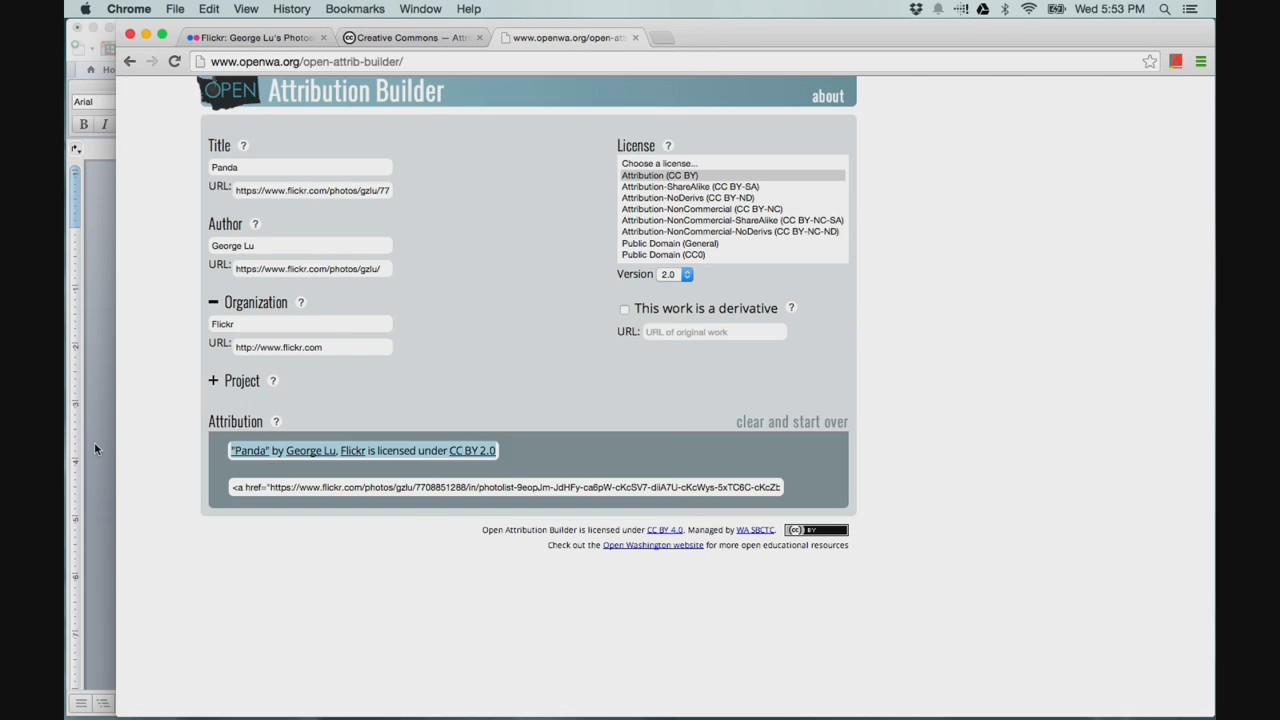 Chrome File Edit View History Bookmarks Window Help Wed 5:53 PM
Flickr: George Lu's Photos
Creative Commons — Attri
www.openwa.org/open-att
www.openwa.org/open-attrib-builder/
Ho
Arial
B I
OPEN Attribution Builder about
Title ?
Panda
URL: https://www.flickr.com/photos/gzlu/77
Author ?
George Lu
URL: https://www.flickr.com/photos/gzlu/
Organization ?
Flickr
URL: http://www.flickr.com
+ Project ?
License ?
Choose a license...
Attribution (CC BY)
Attribution-ShareAlike (CC BY-SA)
Attribution-NoDerivs (CC BY-ND)
Attribution-NonCommercial (CC BY-NC)
Attribution-NonCommercial-ShareAlike (CC BY-NC-SA)
Attribution-NonCommercial-NoDerivs (CC BY-NC-ND)
Public Domain (General)
Public Domain (CC0)
Version 2.0
This work is a derivative ?
URL: URL of original work
Attribution ? clear and start over
"Panda" by George Lu, Flickr is licensed under CC BY 2.0
<a href="https://www.flickr.com/photos/gzlu/7708851288/in/photolist-9eopJm-JdHFy-ca6pW-cKcSV7-diiA7U-cKcWys-5xTC6C-cKcZb
Open Attribution Builder is licensed under CC BY 4.0. Managed by WA SBCTC. (cc) BY
Check out the Open Washington website for more open educational resources